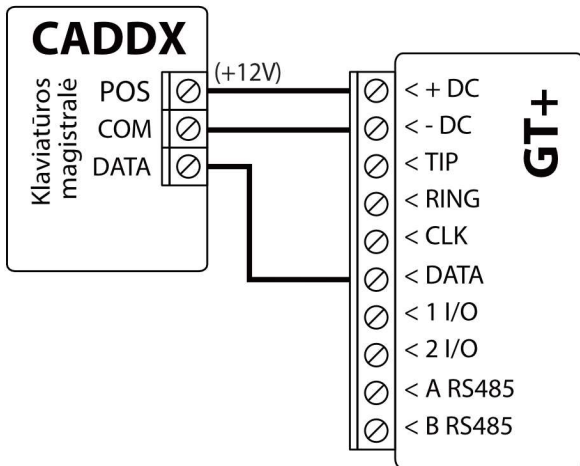 CADDX
Klaviatūros
magistralė
POS
COM
DATA
(+12V)
GT+
< + DC
< - DC
< TIP
< RING
< CLK
< DATA
< 1 I/O
< 2 I/O
< A RS485
< B RS485